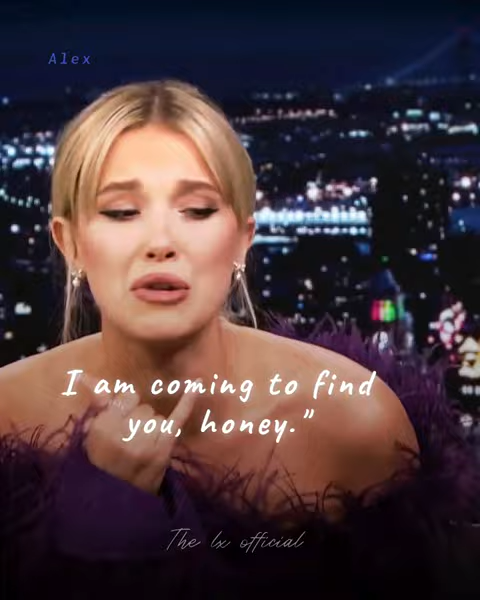 Alex
I am coming to find
you, honey."
The lx official